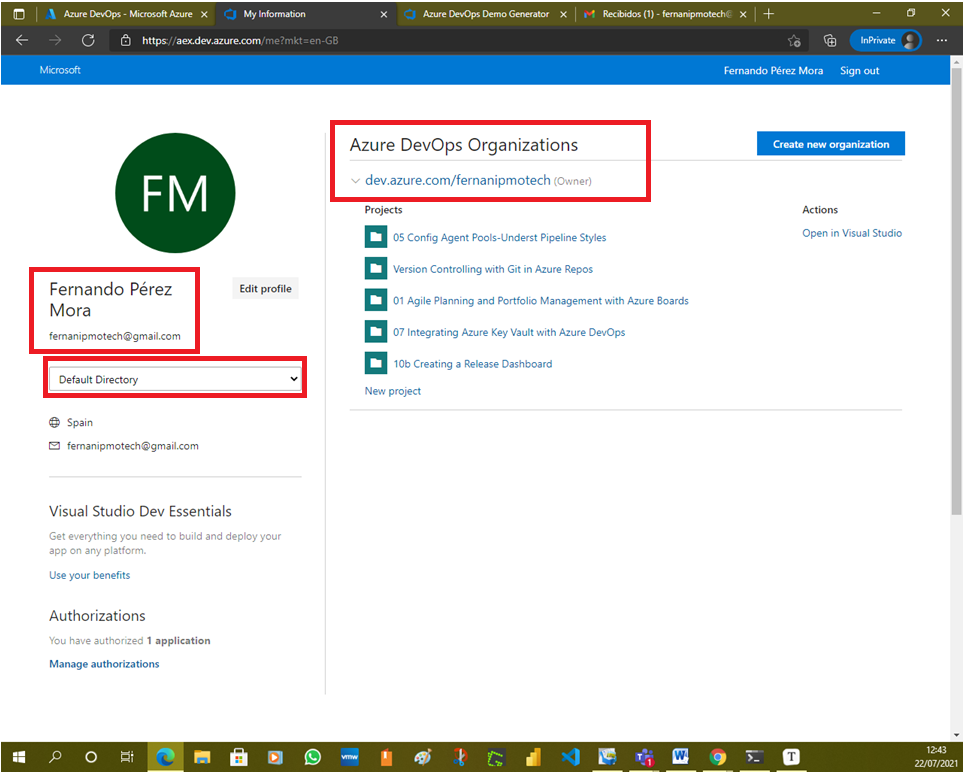 Azure DevOps - Microsoft Azure
My Information
Azure DevOps Demo Generator
Recibidos (1) - fernanipmotech@
https://aex.dev.azure.com/me?mkt=en-GB
InPrivate
Microsoft
Fernando Pérez Mora
Sign out
FM
Fernando Pérez
Mora
fernanipmotech@gmail.com
Edit profile
Default Directory
Spain
fernanipmotech@gmail.com
Visual Studio Dev Essentials
Get everything you need to build and deploy your
app on any platform.
Use your benefits
Authorizations
You have authorized 1 application
Manage authorizations
Azure DevOps Organizations
Create new organization
dev.azure.com/fernanipmotech (Owner)
Projects
05 Config Agent Pools-Underst Pipeline Styles
Version Controlling with Git in Azure Repos
01 Agile Planning and Portfolio Management with Azure Boards
07 Integrating Azure Key Vault with Azure DevOps
10b Creating a Release Dashboard
New project
Actions
Open in Visual Studio
vmw
1
W
T
12:43
22/07/2021